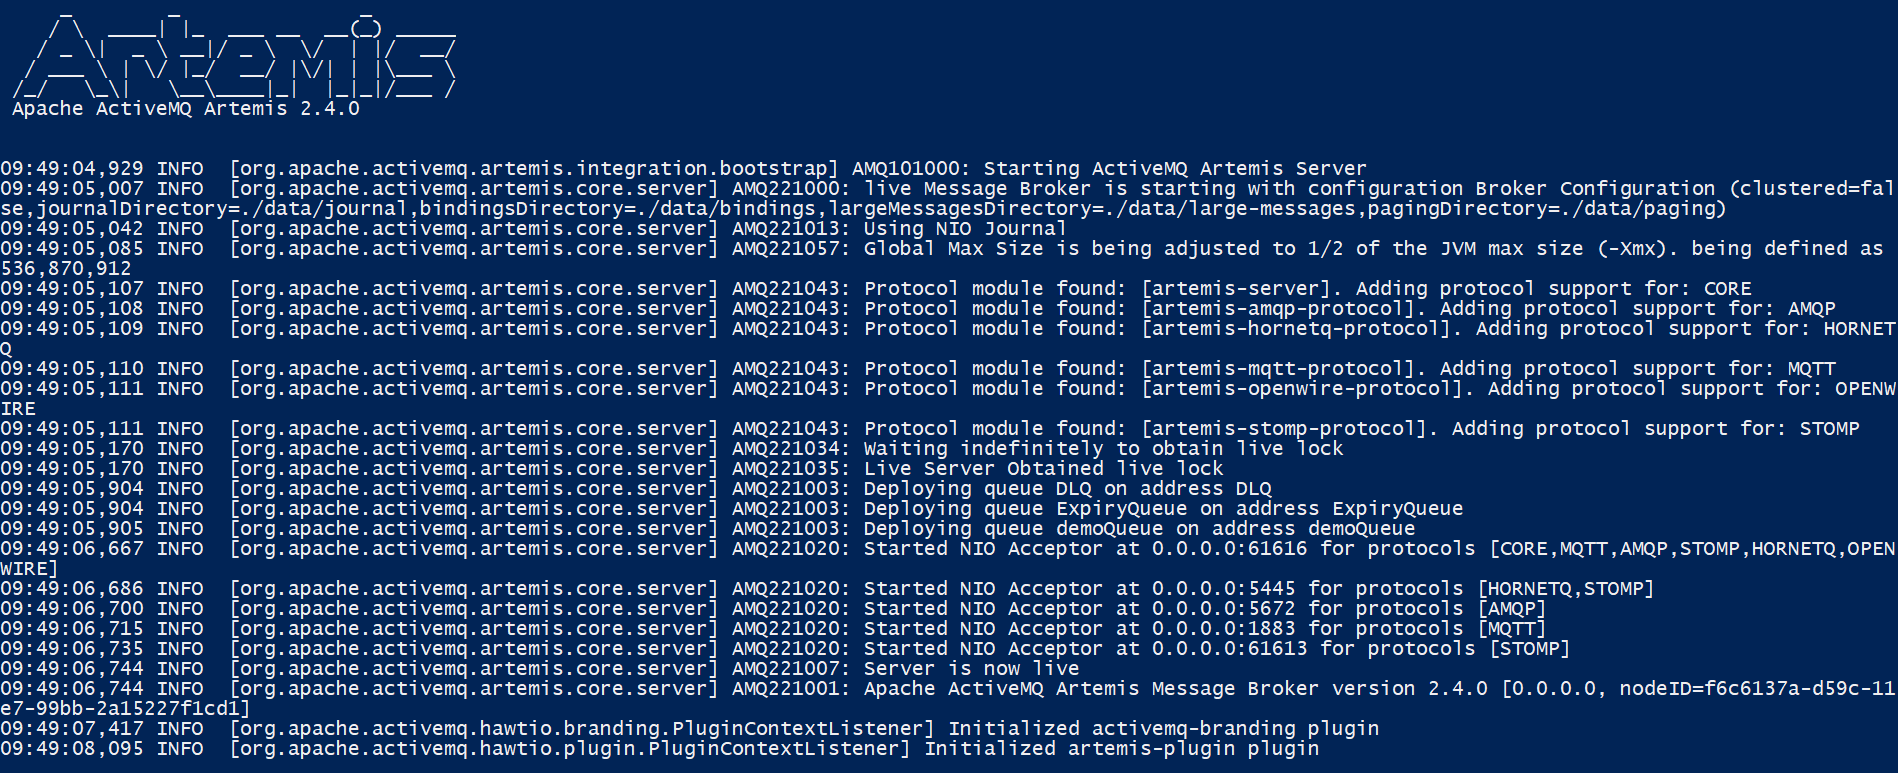 Artemis
Apache ActiveMQ Artemis 2.4.0
09:49:04,929 INFO  [org.apache.activemq.artemis.integration.bootstrap] AMQ101000: Starting ActiveMQ Artemis Server
09:49:05,007 INFO  [org.apache.activemq.artemis.core.server] AMQ221000: live Message Broker is starting with configuration Broker Configuration (clustered=fal
se,journalDirectory=./data/journal,bindingsDirectory=./data/bindings,largeMessagesDirectory=./data/large-messages,pagingDirectory=./data/paging)
09:49:05,042 INFO  [org.apache.activemq.artemis.core.server] AMQ221013: Using NIO Journal
09:49:05,085 INFO  [org.apache.activemq.artemis.core.server] AMQ221057: Global Max Size is being adjusted to 1/2 of the JVM max size (-Xmx). being defined as
536,870,912
09:49:05,107 INFO  [org.apache.activemq.artemis.core.server] AMQ221043: Protocol module found: [artemis-server]. Adding protocol support for: CORE
09:49:05,108 INFO  [org.apache.activemq.artemis.core.server] AMQ221043: Protocol module found: [artemis-amqp-protocol]. Adding protocol support for: AMQP
09:49:05,109 INFO  [org.apache.activemq.artemis.core.server] AMQ221043: Protocol module found: [artemis-hornetq-protocol]. Adding protocol support for: HORNET
Q
09:49:05,110 INFO  [org.apache.activemq.artemis.core.server] AMQ221043: Protocol module found: [artemis-mqtt-protocol]. Adding protocol support for: MQTT
09:49:05,111 INFO  [org.apache.activemq.artemis.core.server] AMQ221043: Protocol module found: [artemis-openwire-protocol]. Adding protocol support for: OPENW
IRE
09:49:05,111 INFO  [org.apache.activemq.artemis.core.server] AMQ221043: Protocol module found: [artemis-stomp-protocol]. Adding protocol support for: STOMP
09:49:05,170 INFO  [org.apache.activemq.artemis.core.server] AMQ221034: Waiting indefinitely to obtain live lock
09:49:05,170 INFO  [org.apache.activemq.artemis.core.server] AMQ221035: Live Server Obtained live lock
09:49:05,904 INFO  [org.apache.activemq.artemis.core.server] AMQ221003: Deploying queue DLQ on address DLQ
09:49:05,904 INFO  [org.apache.activemq.artemis.core.server] AMQ221003: Deploying queue ExpiryQueue on address ExpiryQueue
09:49:05,905 INFO  [org.apache.activemq.artemis.core.server] AMQ221003: Deploying queue demoQueue on address demoQueue
09:49:06,667 INFO  [org.apache.activemq.artemis.core.server] AMQ221020: Started NIO Acceptor at 0.0.0.0:61616 for protocols [CORE,MQTT,AMQP,STOMP,HORNETQ,OPEN
WIRE]
09:49:06,686 INFO  [org.apache.activemq.artemis.core.server] AMQ221020: Started NIO Acceptor at 0.0.0.0:5445 for protocols [HORNETQ,STOMP]
09:49:06,700 INFO  [org.apache.activemq.artemis.core.server] AMQ221020: Started NIO Acceptor at 0.0.0.0:5672 for protocols [AMQP]
09:49:06,715 INFO  [org.apache.activemq.artemis.core.server] AMQ221020: Started NIO Acceptor at 0.0.0.0:1883 for protocols [MQTT]
09:49:06,735 INFO  [org.apache.activemq.artemis.core.server] AMQ221020: Started NIO Acceptor at 0.0.0.0:61613 for protocols [STOMP]
09:49:06,744 INFO  [org.apache.activemq.artemis.core.server] AMQ221007: Server is now live
09:49:06,744 INFO  [org.apache.activemq.artemis.core.server] AMQ221001: Apache ActiveMQ Artemis Message Broker version 2.4.0 [0.0.0.0, nodeID=f6c6137a-d59c-11
e7-99bb-2a15227f1cd1]
09:49:07,417 INFO  [org.apache.activemq.hawtio.branding.PluginContextListener] Initialized activemq-branding plugin
09:49:08,095 INFO  [org.apache.activemq.hawtio.plugin.PluginContextListener] Initialized artemis-plugin plugin